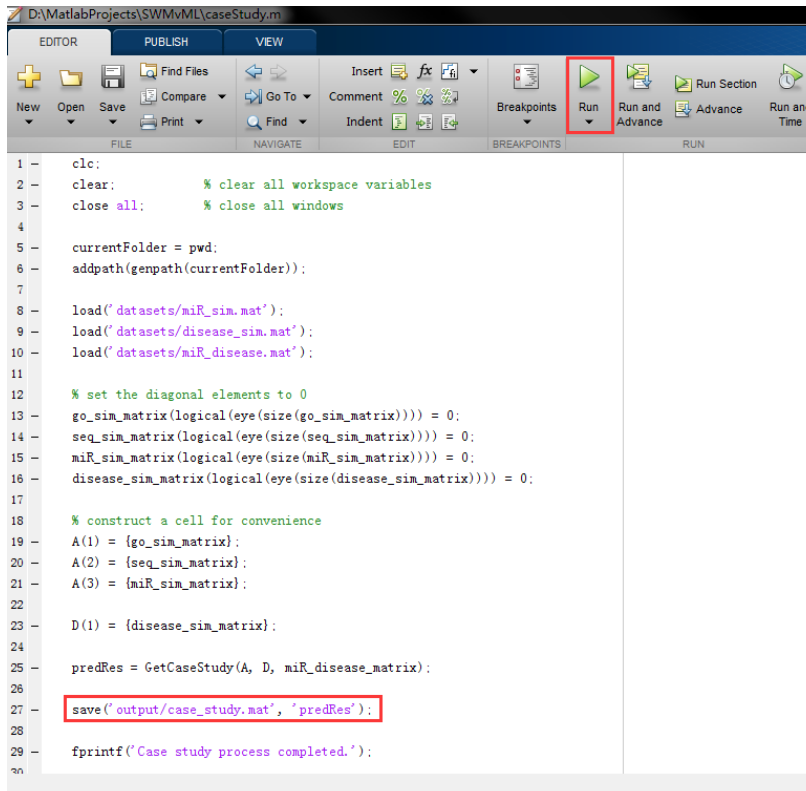 D:\MatlabProjects\SWMvML\caseStudy.m
EDITOR PUBLISH VIEW
New Open Save Find Files Compare Print Go To Find Insert fx Comment Indent Breakpoints Run Run and Advance Run Section Advance Run an Time
FILE NAVIGATE EDIT BREAKPOINTS RUN
1 – clc;
2 – clear; % clear all workspace variables
3 – close all; % close all windows
4
5 – currentFolder = pwd;
6 – addpath(genpath(currentFolder));
7
8 – load('datasets/miR_sim.mat');
9 – load('datasets/disease_sim.mat');
10 – load('datasets/miR_disease.mat');
11
12 % set the diagonal elements to 0
13 – go_sim_matrix(logical(eye(size(go_sim_matrix)))) = 0;
14 – seq_sim_matrix(logical(eye(size(seq_sim_matrix)))) = 0;
15 – miR_sim_matrix(logical(eye(size(miR_sim_matrix)))) = 0;
16 – disease_sim_matrix(logical(eye(size(disease_sim_matrix)))) = 0;
17
18 % construct a cell for convenience
19 – A(1) = {go_sim_matrix};
20 – A(2) = {seq_sim_matrix};
21 – A(3) = {miR_sim_matrix};
22
23 – D(1) = {disease_sim_matrix};
24
25 – predRes = GetCaseStudy(A, D, miR_disease_matrix);
26
27 – save('output/case_study.mat', 'predRes');
28
29 – fprintf('Case study process completed.');
30